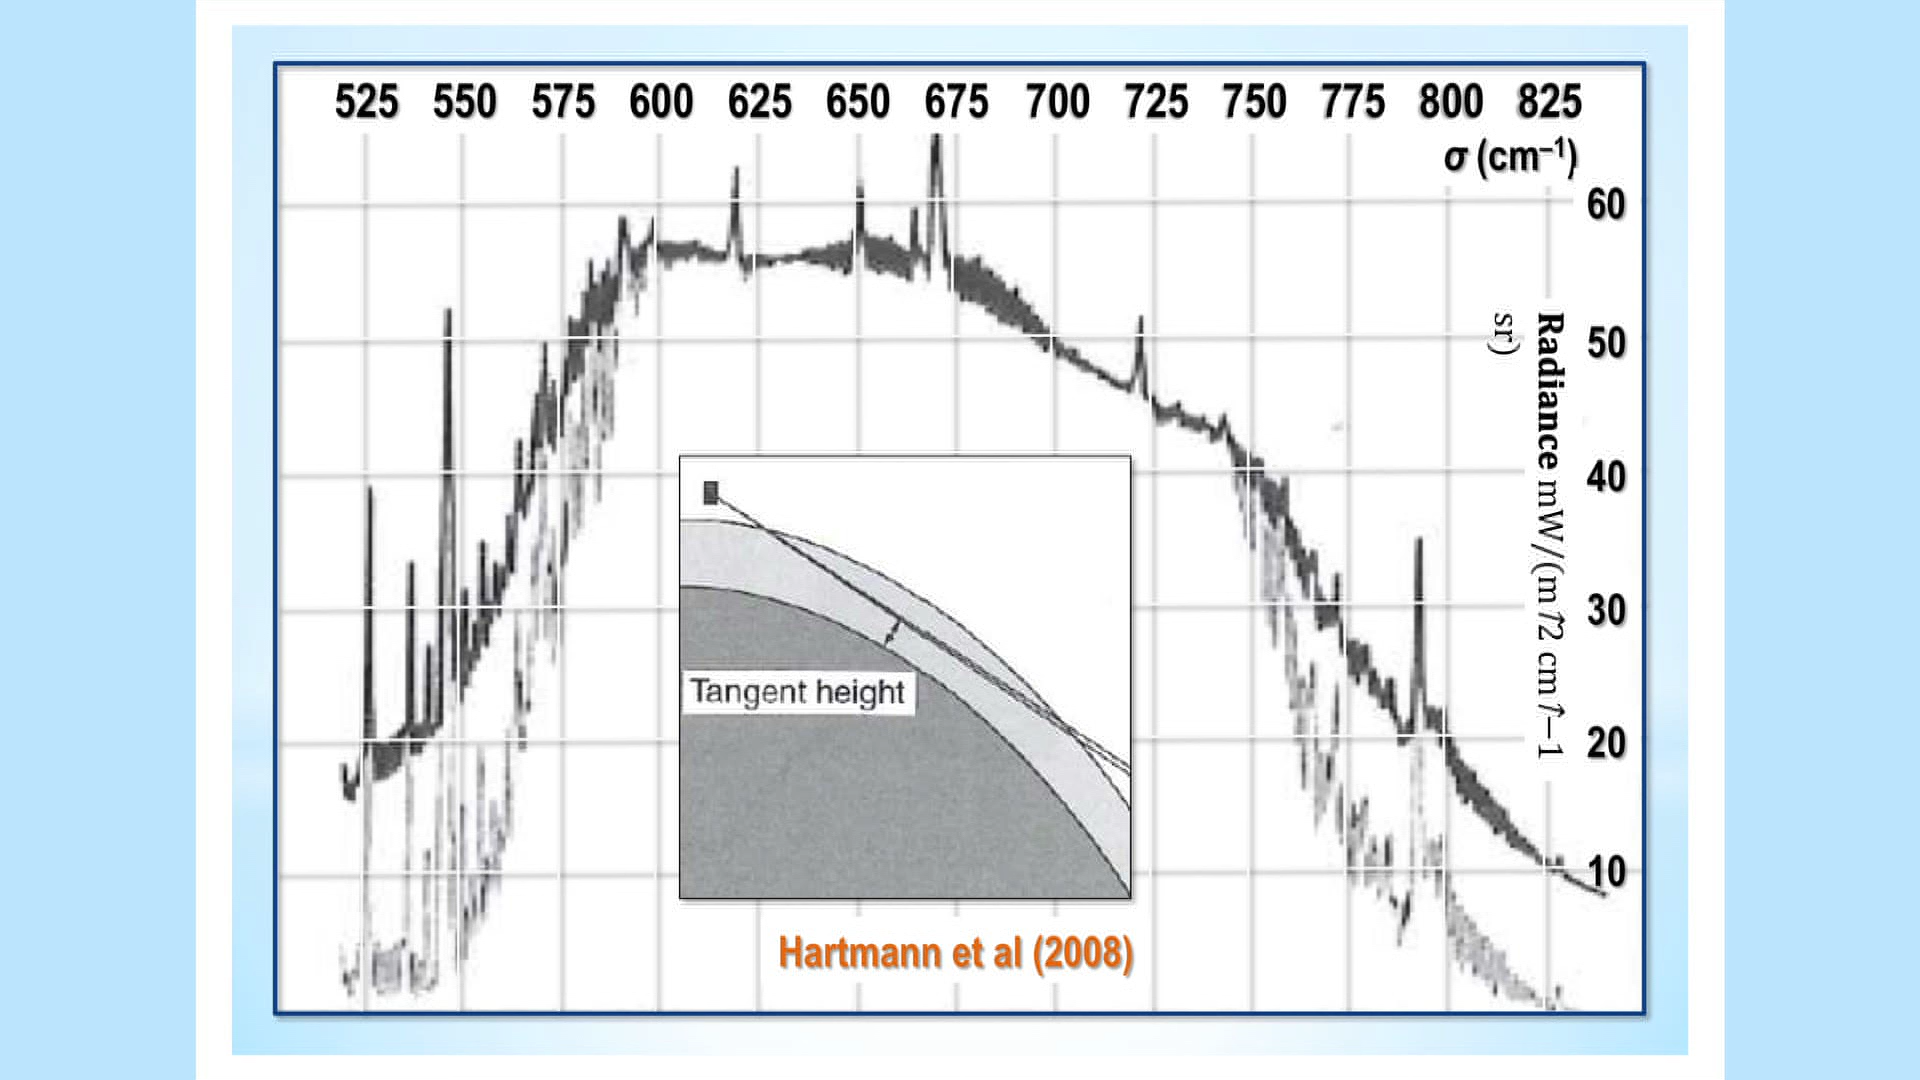 525 550 575 600 625 650 675 700 725 750 775 800 825
σ (cm⁻¹)
60
50
40
30
20
10
Radiance mW/(m↑2 cm↑−1
sr)
Tangent height
Hartmann et al (2008)